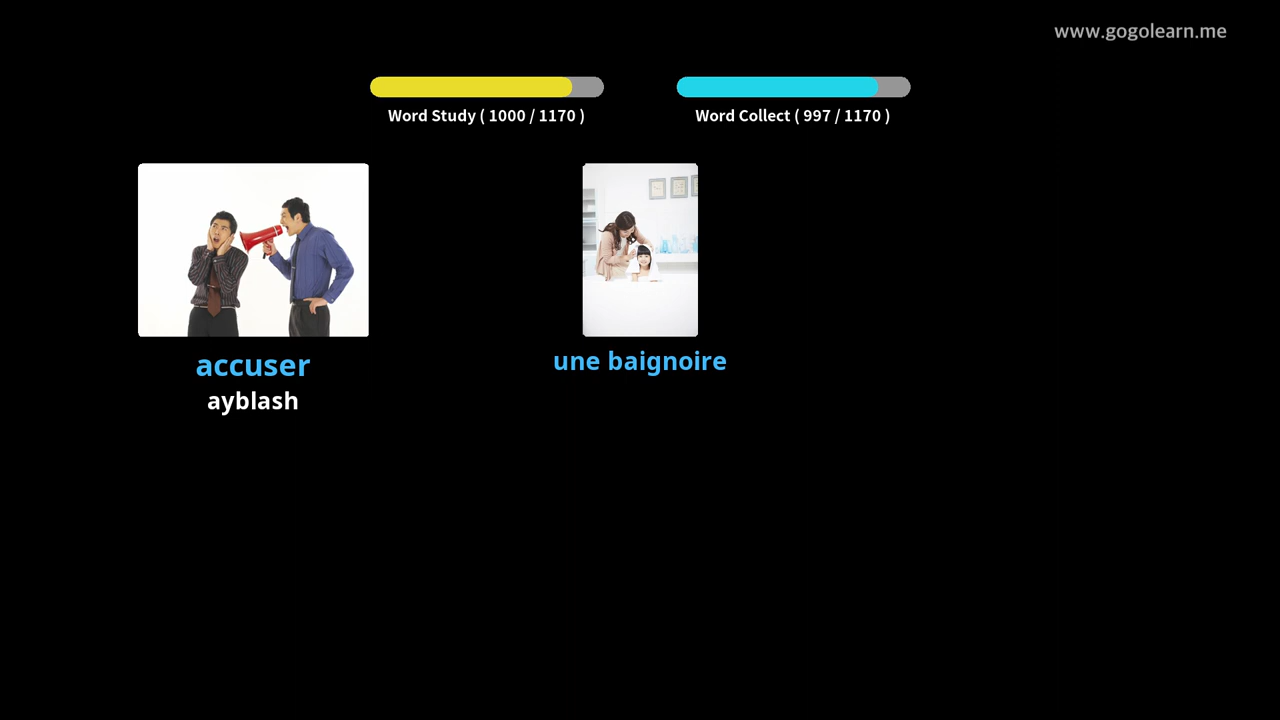 www.gogolearn.me
Word Study ( 1000 / 1170 )
Word Collect ( 997 / 1170 )
accuser
ayblash
une baignoire